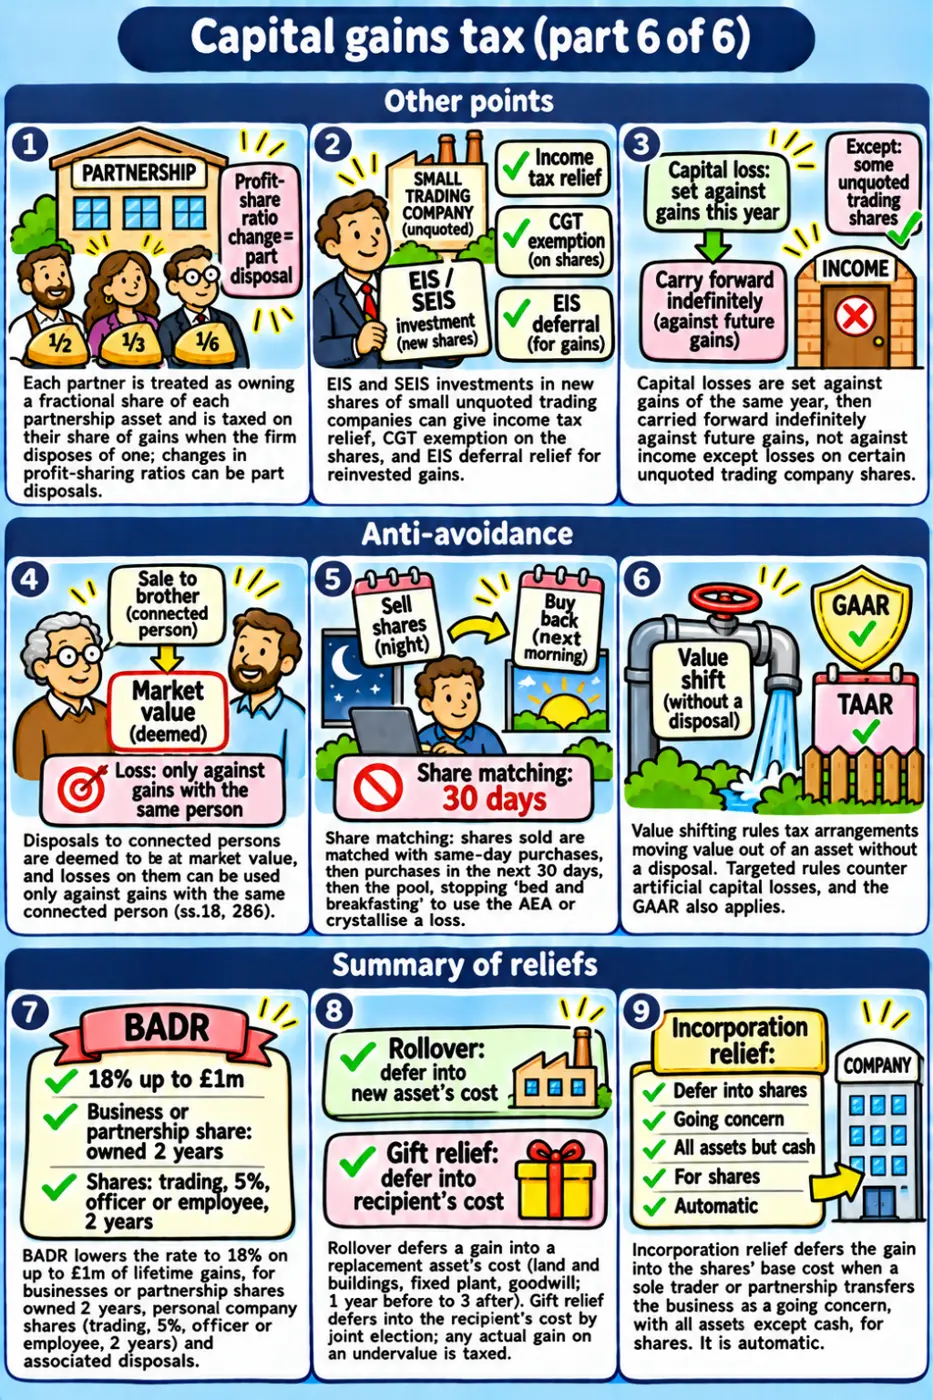 Capital gains tax (part 6 of 6)
Other points
1
PARTNERSHIP
Profit-
share
ratio
change=
part
disposal
1/2
1/3
1/6
Each partner is treated as owning
a fractional share of each
partnership asset and is taxed on
their share of gains when the firm
disposes of one; changes in
profit-sharing ratios can be part
disposals.
2
SMALL
TRADING
COMPANY
(unquoted)
EIS /
SEIS
investment
(new shares)
Income
tax relief
CGT
exemption
(on shares)
EIS
deferral
(for gains)
EIS and SEIS investments in new
shares of small unquoted trading
companies can give income tax
relief, CGT exemption on the
shares, and EIS deferral relief for
reinvested gains.
3
Capital loss:
set against
gains this year
Carry forward
indefinitely
(against future
gains)
Except:
some
unquoted
trading
shares
INCOME
Capital losses are set against
gains of the same year, then
carried forward indefinitely
against future gains, not against
income except losses on certain
unquoted trading company shares.
Anti-avoidance
4
Sale to
brother
(connected
person)
Market
value
(deemed)
Loss: only against
gains with the
same person
Disposals to connected persons
are deemed to be at market value,
and losses on them can be used
only against gains with the same
connected person (ss.18, 286).
5
Sell
shares
(night)
Buy
back
(next
morning)
Share matching:
30 days
Share matching: shares sold are
matched with same-day purchases,
then purchases in the next 30 days,
then the pool, stopping 'bed and
breakfasting' to use the AEA or
crystallise a loss.
6
Value
shift
(without a
disposal)
GAAR
TAAR
Value shifting rules tax arrangements
moving value out of an asset without
a disposal. Targeted rules counter
artificial capital losses, and the
GAAR also applies.
Summary of reliefs
7
BADR
18% up to £1m
Business or
partnership share:
owned 2 years
Shares: trading, 5%,
officer or employee,
2 years
BADR lowers the rate to 18% on
up to £1m of lifetime gains, for
businesses or partnership shares
owned 2 years, personal company
shares (trading, 5%, officer or
employee, 2 years) and
associated disposals.
8
Rollover:
defer into
new asset's cost
Gift relief:
defer into
recipient's cost
Rollover defers a gain into a
replacement asset's cost (land and
buildings, fixed plant, goodwill;
1 year before to 3 after). Gift relief
defers into the recipient's cost by
joint election; any actual gain on
an undervalue is taxed.
9
Incorporation
relief:
Defer into shares
Going concern
All assets but cash
For shares
Automatic
COMPANY
Incorporation relief defers the gain
into the shares' base cost when a
sole trader or partnership transfers
the business as a going concern,
with all assets except cash, for
shares. It is automatic.